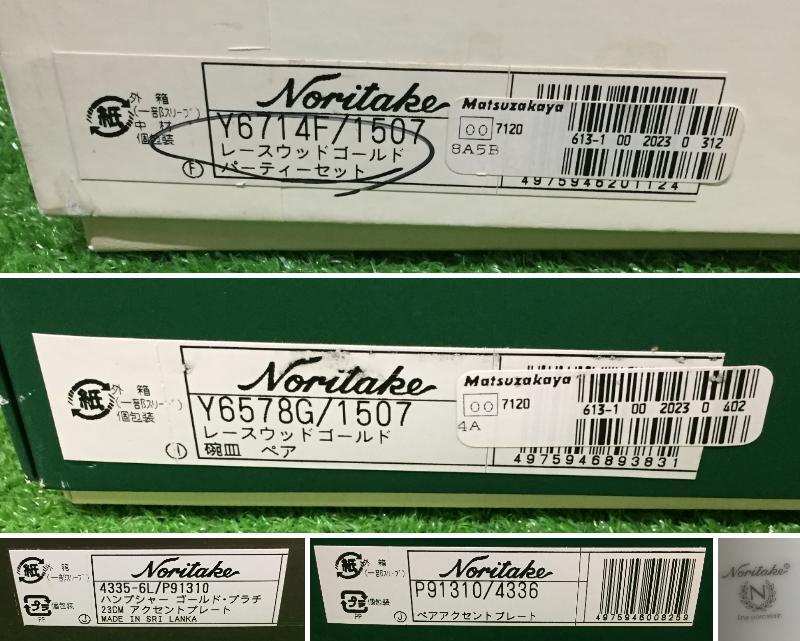 紙
外箱
(一部スリーブ)
中材
個包装
Noritake
Y6714F/1507
レースウッドゴールド
F パーティーセット
Matsuzakaya
00 7120
8A5B
613-1 00 2023 0 312
4975946201124
紙
外箱
(一部スリーブ)
個包装
Noritake
Y6578G/1507
レースウッドゴールド
碗皿 ペア
Matsuzakaya
00 7120
4A
613-1 00 2023 0 402
4975946893831
紙
外箱
(一部スリーブ)
プラ
個包装
PP
Noritake
4335-6L/P91310
ハンプシャー ゴールド・プラチ
23CM アクセントプレート
J MADE IN SRI LANKA
紙
外箱
(一部スリーブ)
プラ
個包装
PP
Noritake
P91310/4336
J ペアアクセントプレート
4975946008259
Noritake
N
fine porcelain